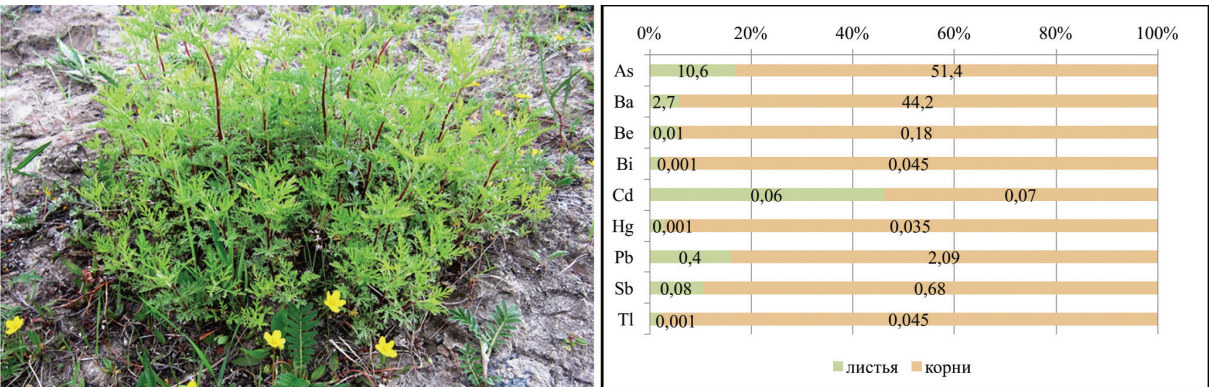 0% 20% 40% 60% 80% 100%
As 10,6 51,4
Ba 2,7 44,2
Be 0,01 0,18
Bi 0,001 0,045
Cd 0,06 0,07
Hg 0,001 0,035
Pb 0,4 2,09
Sb 0,08 0,68
Tl 0,001 0,045
листья корни